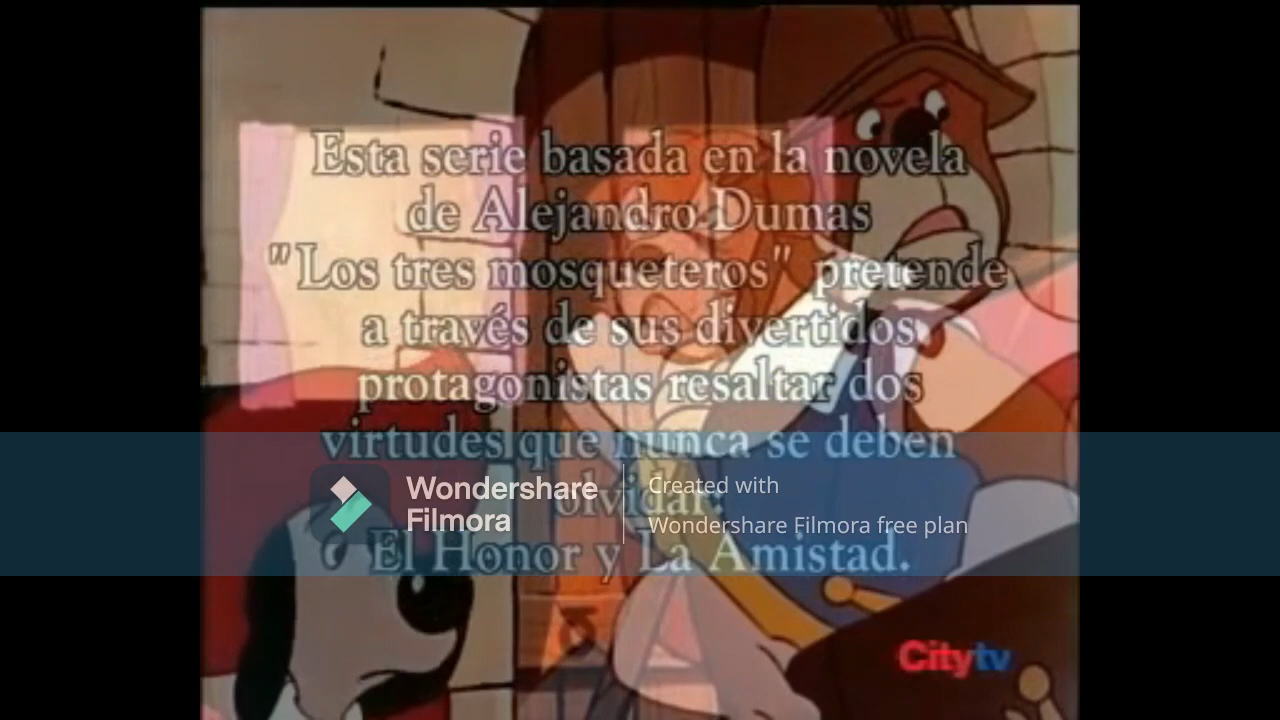 Esta serie basada en la novela
de Alejandro Dumas
"Los tres mosqueteros" pretende
a través de sus divertidos
protagonistas resaltar dos
virtudes que nunca se deben
olvidar:
El Honor y La Amistad.
Wondershare
Filmora
Created with
Wondershare Filmora free plan
Citytv